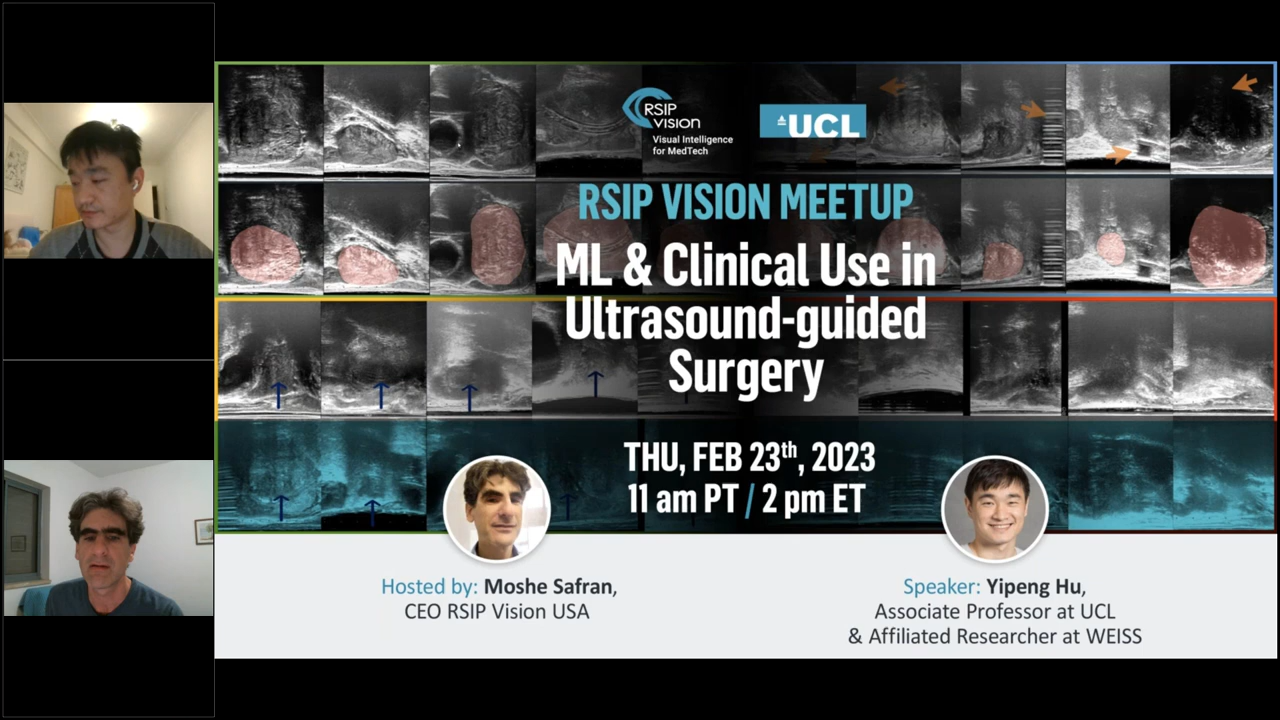 RSIP
VISION
Visual Intelligence
for MedTech
UCL
RSIP VISION MEETUP
ML & Clinical Use in
Ultrasound-guided
Surgery
THU, FEB 23th, 2023
11 am PT / 2 pm ET
Hosted by: Moshe Safran,
CEO RSIP Vision USA
Speaker: Yipeng Hu,
Associate Professor at UCL
& Affiliated Researcher at WEISS